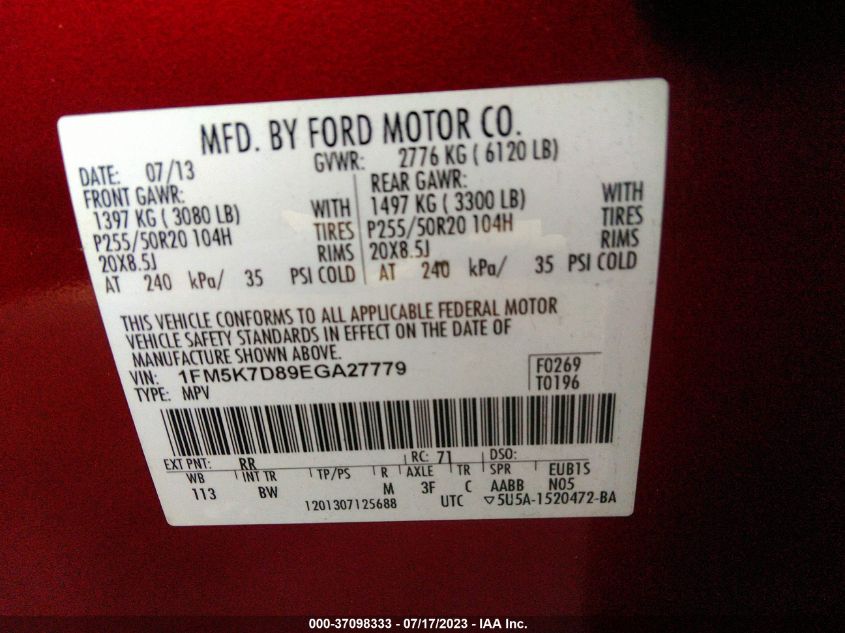 MFD. BY FORD MOTOR CO.
DATE: 07/13 GVWR: 2776 KG ( 6120 LB)
FRONT GAWR: REAR GAWR:
1397 KG ( 3080 LB) WITH 1497 KG ( 3300 LB) WITH
P255/50R20 104H TIRES P255/50R20 104H TIRES
20X8.5J RIMS 20X8.5J RIMS
AT 240 kPa/ 35 PSI COLD AT 240 kPa/ 35 PSI COLD
THIS VEHICLE CONFORMS TO ALL APPLICABLE FEDERAL MOTOR
VEHICLE SAFETY STANDARDS IN EFFECT ON THE DATE OF
MANUFACTURE SHOWN ABOVE.
VIN: 1FM5K7D89EGA27779 F0269
TYPE: MPV T0196
EXT PNT: RR RC: 71 DSO:
WB INT TR TP/PS R AXLE TR SPR EUB1S
113 BW M 3F C AABB N05
1201307125688 UTC ▽5U5A-1520472-BA
000-37098333 - 07/17/2023 - IAA Inc.